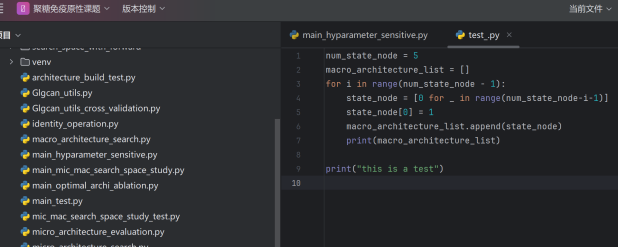 聚糖免疫原性课题
版本控制
当前文件
项目
main_hyparameter_sensitive.py
test_.py
search_space_with_forward
venv
architecture_build_test.py
Glgcan_utils.py
Glgcan_utils_cross_validation.py
identity_operation.py
macro_architecture_search.py
main_hyparameter_sensitive.py
main_mic_mac_search_space_study.py
main_optimal_archi_ablation.py
main_test.py
mic_mac_search_space_study_test.py
micro_architecture_evaluation.py
micro_architecture_search.py
1 num_state_node = 5
2 macro_architecture_list = []
3 for i in range(num_state_node - 1):
4 state_node = [0 for _ in range(num_state_node-i-1)]
5 state_node[0] = 1
6 macro_architecture_list.append(state_node)
7 print(macro_architecture_list)
8
9 print("this is a test")
10